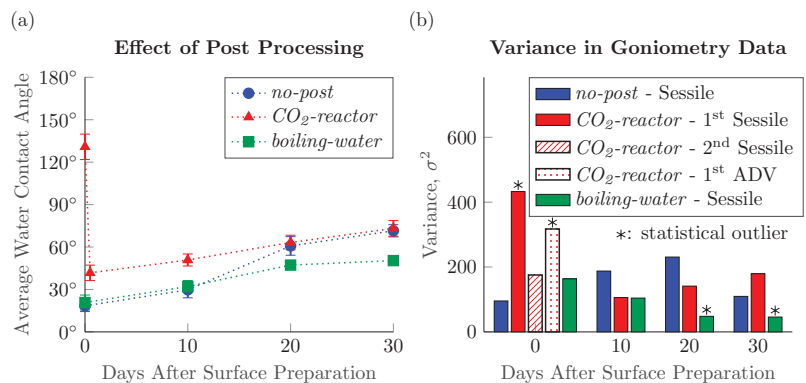 (a)
Effect of Post Processing
180°
150°
120°
90°
60°
30°
0°
Average Water Contact Angle
no-post
CO₂-reactor
boiling-water
0
10
20
30
Days After Surface Preparation
(b)
Variance in Goniometry Data
600
400
200
0
Variance, σ²
no-post - Sessile
CO₂-reactor - 1ˢᵗ Sessile
CO₂-reactor - 2ⁿᵈ Sessile
CO₂-reactor - 1ˢᵗ ADV
boiling-water - Sessile
*: statistical outlier
*
*
*
*
0
10
20
30
Days After Surface Preparation